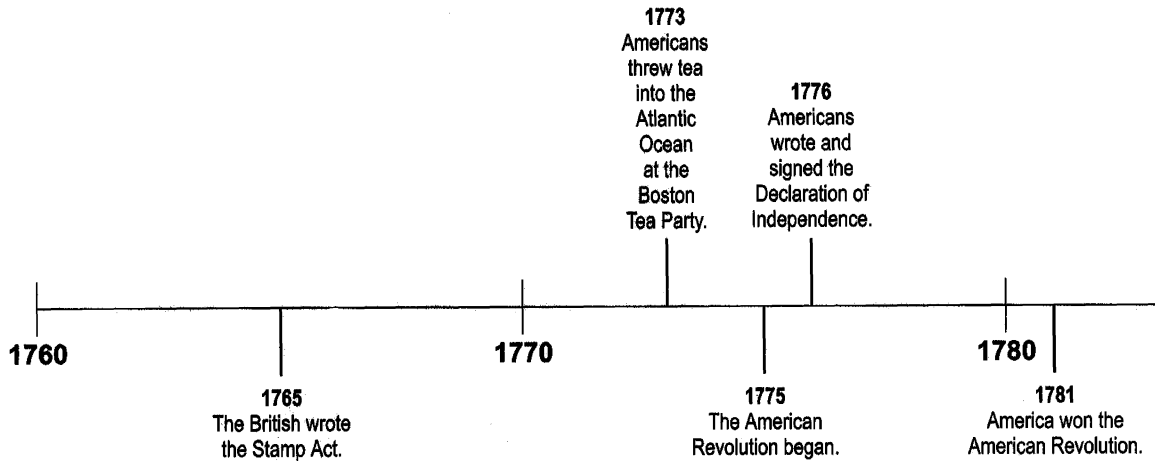 1773
Americans
threw tea
into the
Atlantic
Ocean
at the
Boston
Tea Party.
1776
Americans
wrote and
signed the
Declaration of
Independence.
1760
1770
1780
1765
The British wrote
the Stamp Act.
1775
The American
Revolution began.
1781
America won the
American Revolution.